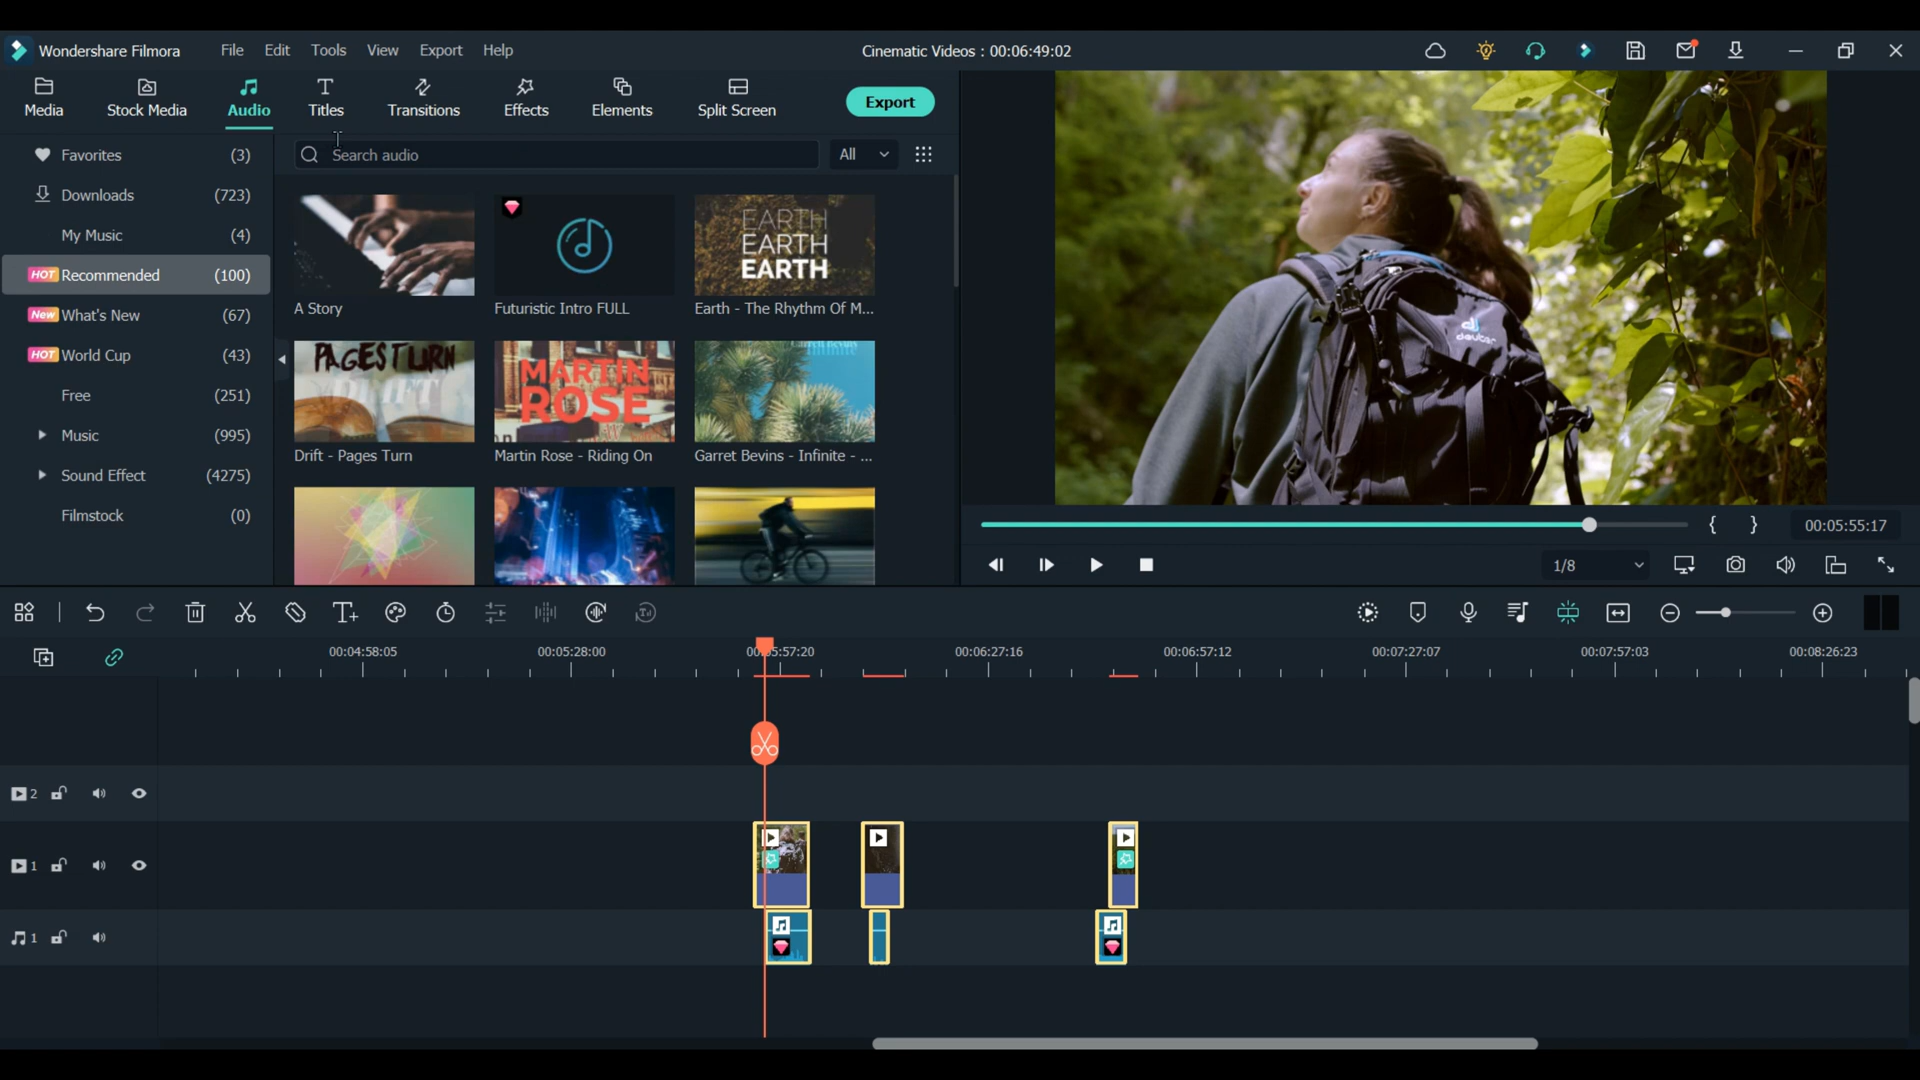 Wondershare Filmora File Edit Tools View Export Help Cinematic Videos : 00:06:49:02
Media Stock Media Audio Titles Transitions Effects Elements Split Screen Export
Favorites (3)
Downloads (723)
My Music (4)
HOT Recommended (100)
New What's New (67)
HOT World Cup (43)
Free (251)
Music (995)
Sound Effect (4275)
Filmstock (0)
Search audio All
EARTH
EARTH
EARTH
A Story Futuristic Intro FULL Earth - The Rhythm Of M...
PAGES TURN
DRIFT
MARTIN
ROSE
Infinite
Drift - Pages Turn Martin Rose - Riding On Garret Bevins - Infinite - ...
deuter
{ } 00:05:55:17
1/8
00:04:58:05 00:05:28:00 00:05:57:20 00:06:27:16 00:06:57:12 00:07:27:07 00:07:57:03 00:08:26:23
2
1
1